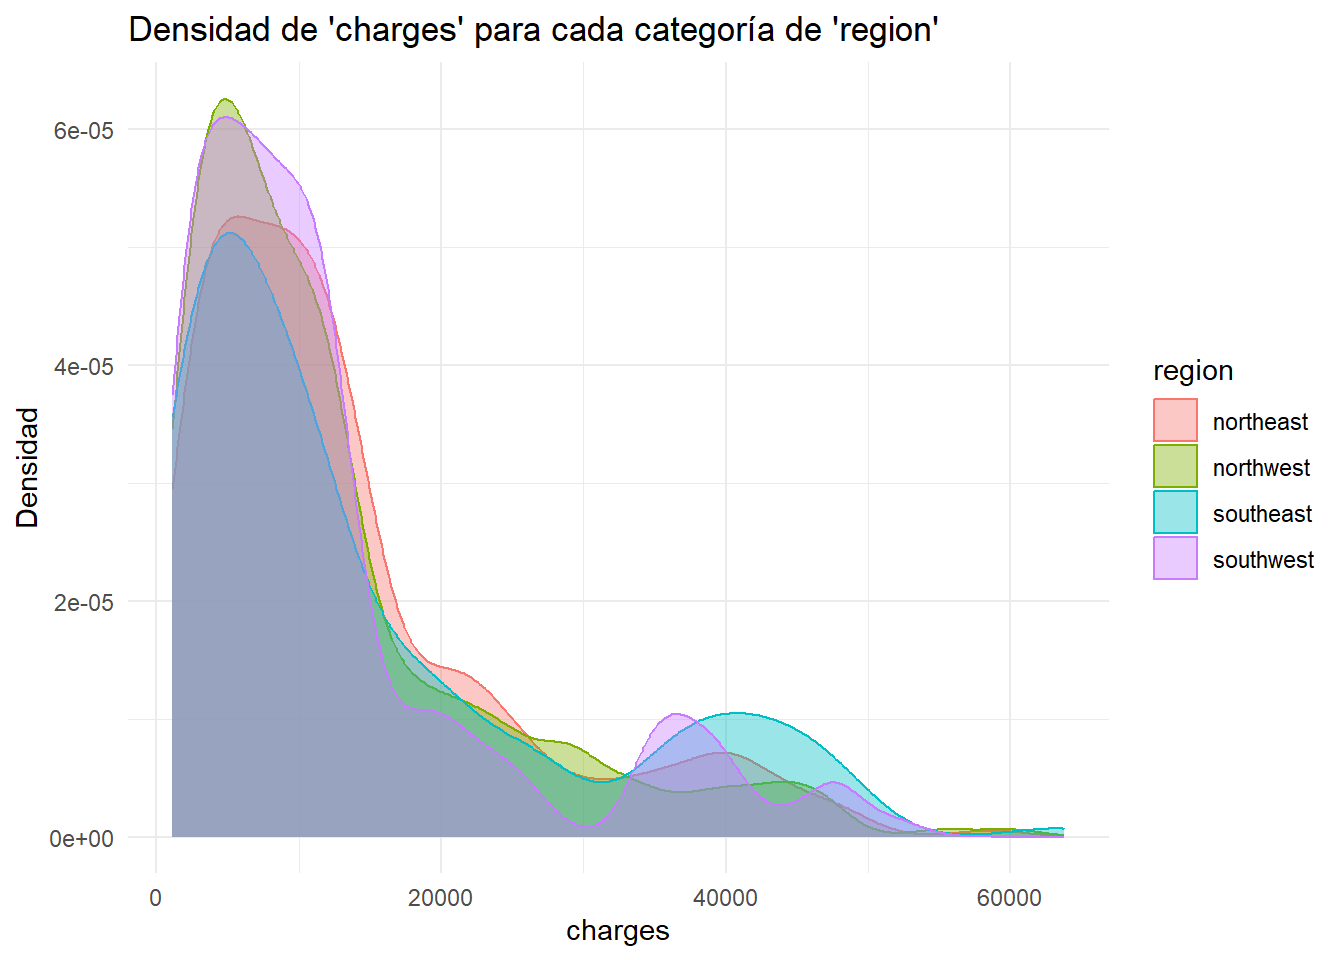 Densidad de 'charges' para cada categoría de 'region'
6e-05
4e-05
2e-05
0e+00
Densidad
0
20000
40000
60000
charges
region
northeast
northwest
southeast
southwest